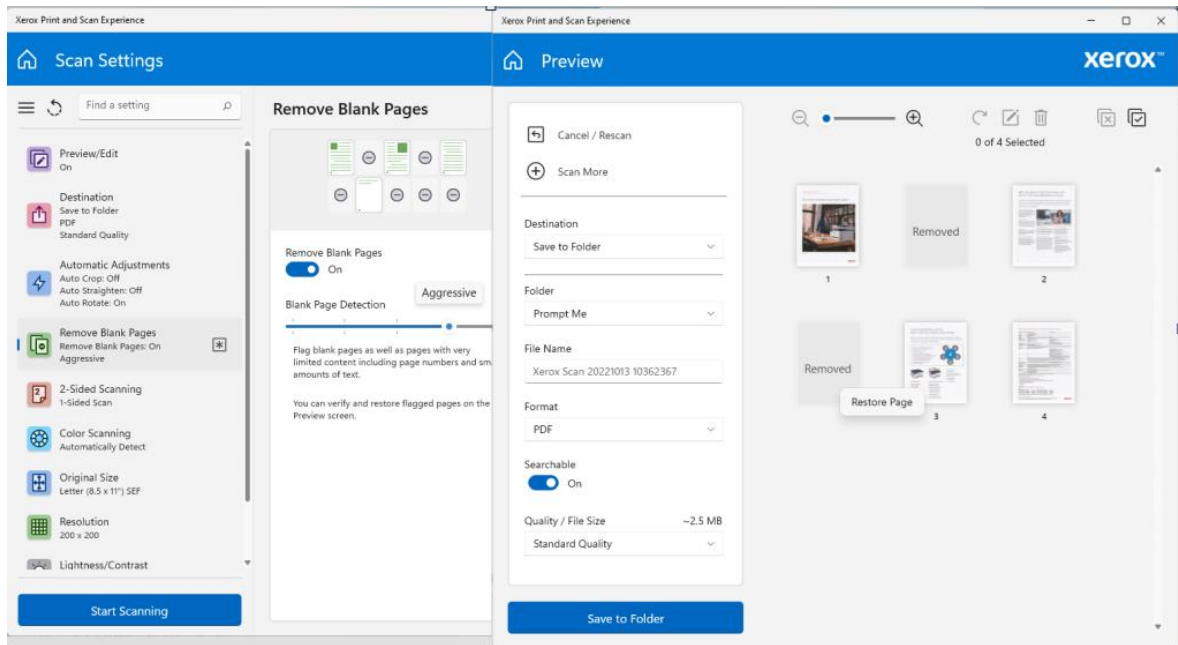 Xerox Print and Scan Experience
Scan Settings
Find a setting
Preview/Edit
On
Destination
Save to Folder
PDF
Standard Quality
Automatic Adjustments
Auto Crop: Off
Auto Straighten: Off
Auto Rotate: On
Remove Blank Pages
Remove Blank Pages: On
Aggressive
2-Sided Scanning
1-Sided Scan
Color Scanning
Automatically Detect
Original Size
Letter (8.5 x 11") SEF
Resolution
200 x 200
Lightness/Contrast
Start Scanning
Remove Blank Pages
Remove Blank Pages
On
Aggressive
Blank Page Detection
Flag blank pages as well as pages with very
limited content including page numbers and sm
amounts of text.
You can verify and restore flagged pages on the
Preview screen.
Xerox Print and Scan Experience
Preview
xerox™
Cancel / Rescan
Scan More
Destination
Save to Folder
Folder
Prompt Me
File Name
Xerox Scan 20221013 10362367
Format
PDF
Searchable
On
Quality / File Size ~2.5 MB
Standard Quality
Save to Folder
0 of 4 Selected
Removed
1
2
Removed
Restore Page
3
4